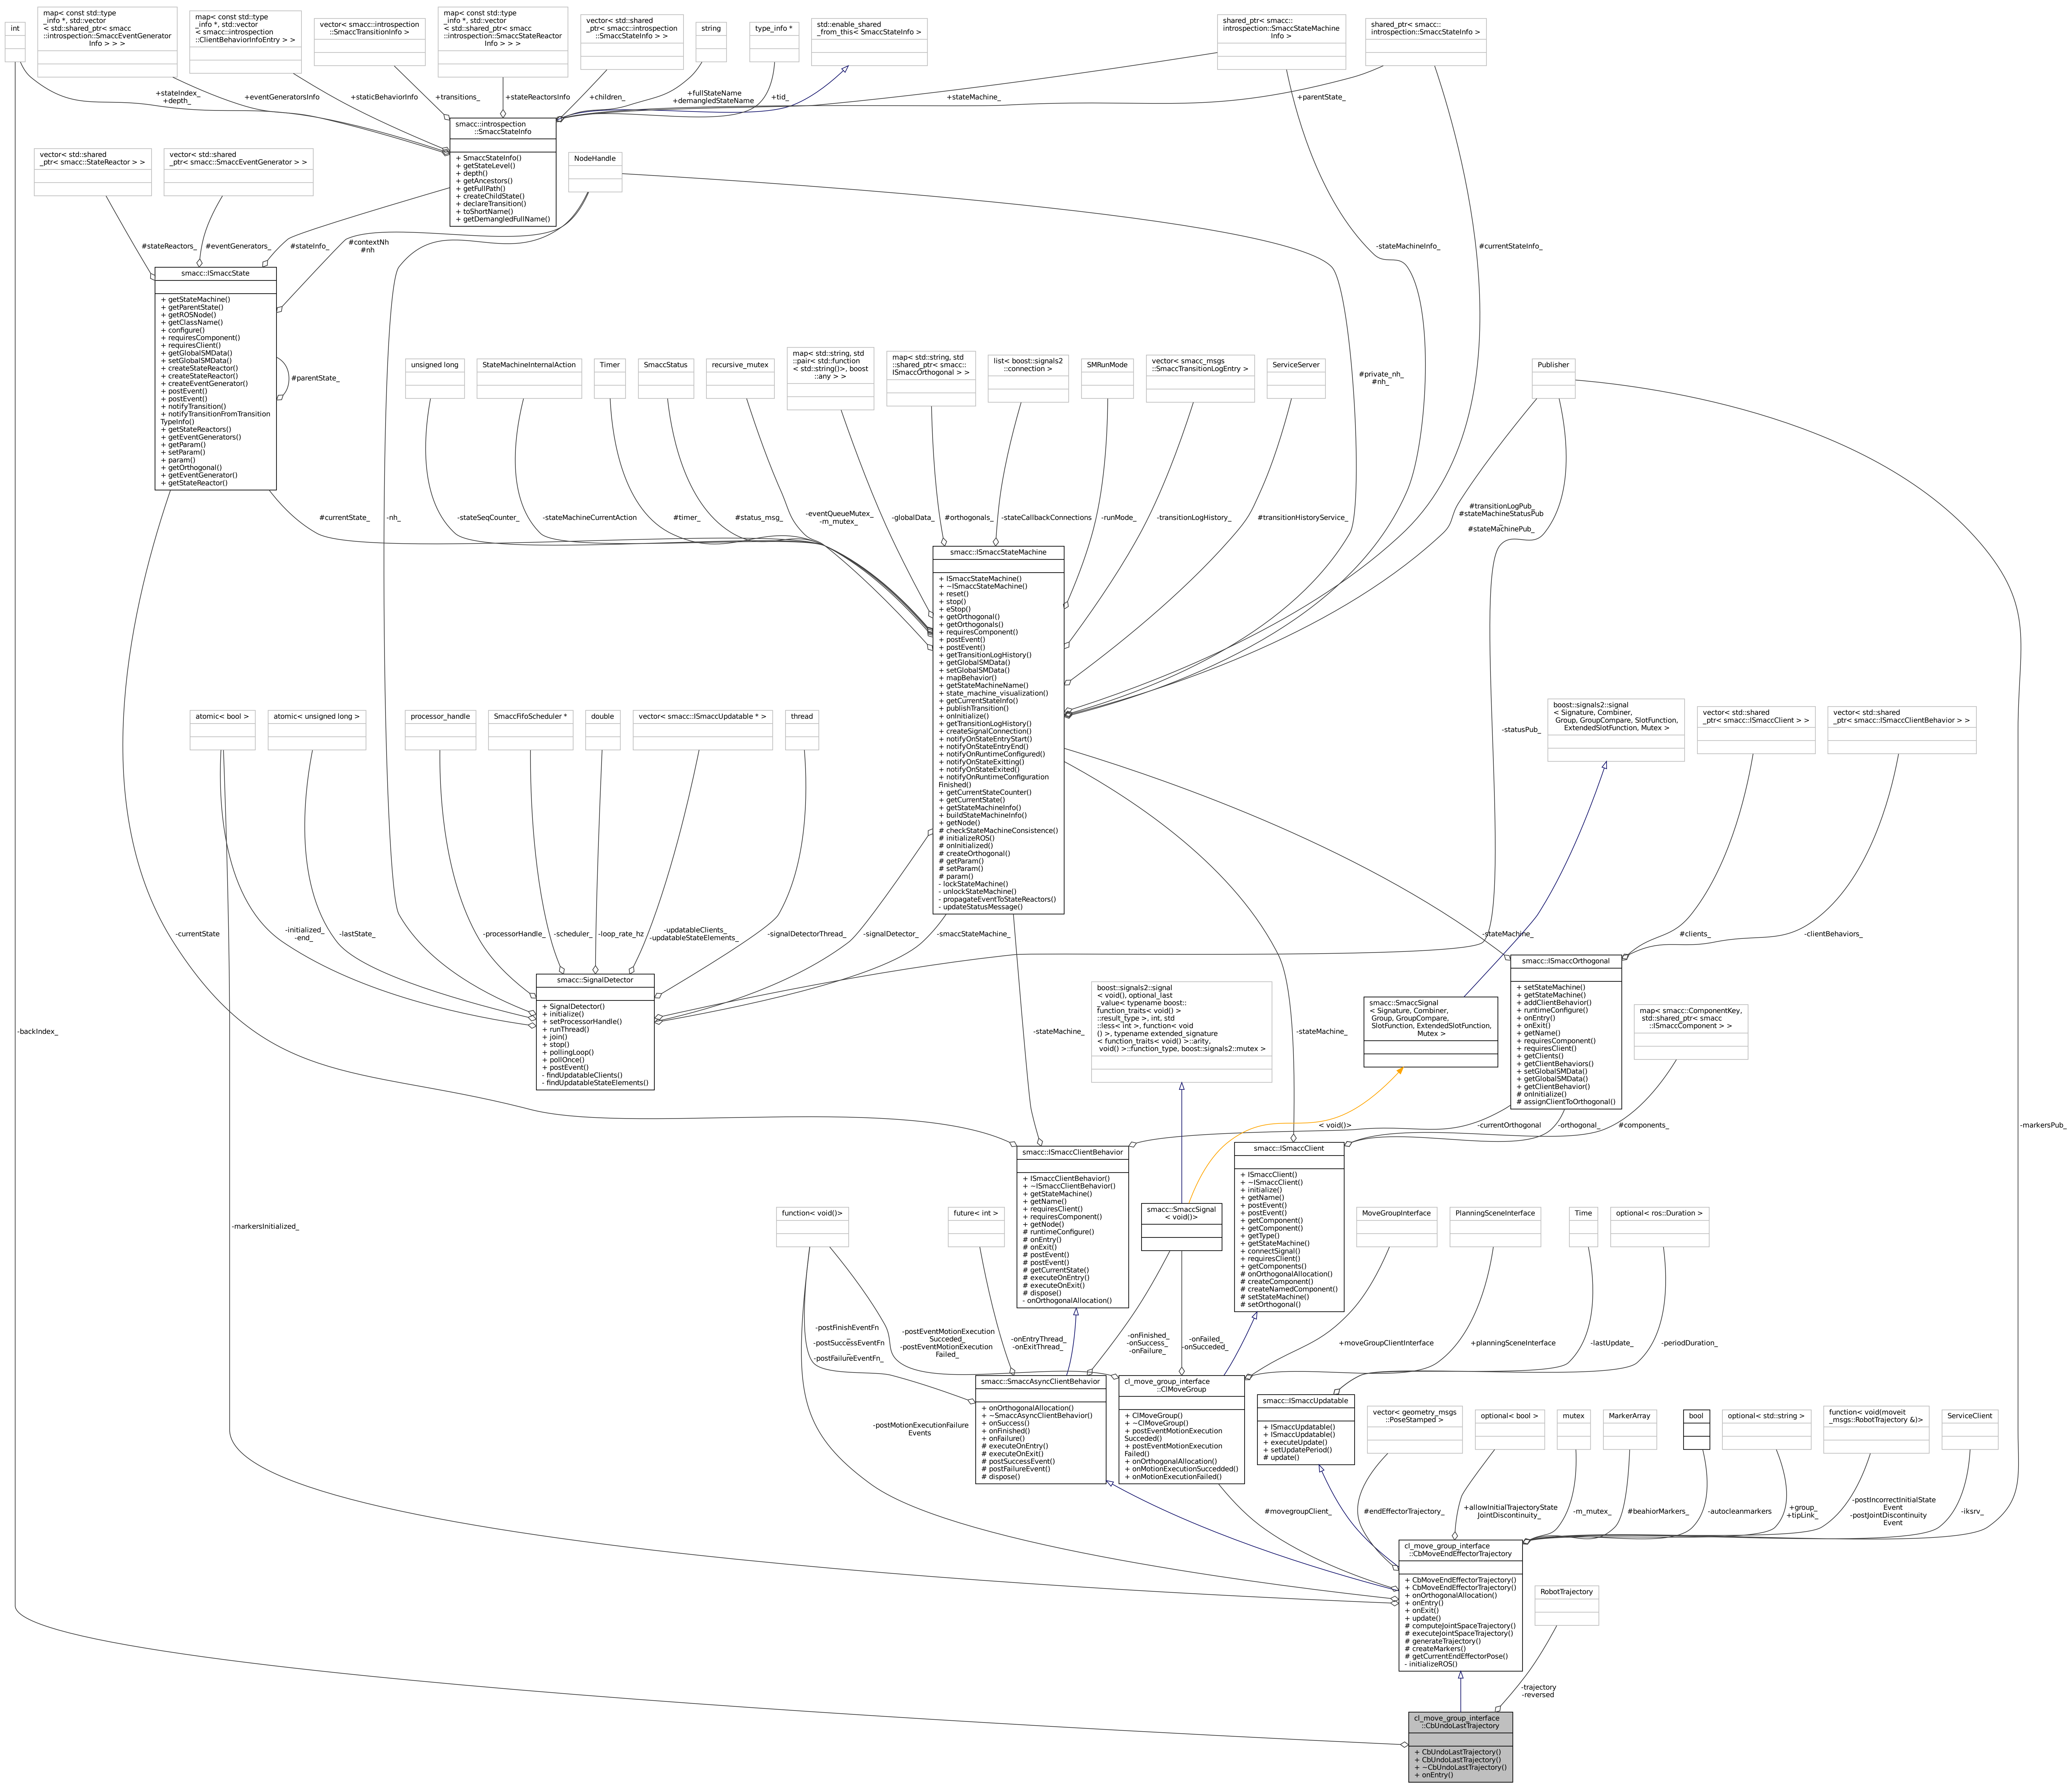 int
map< const std::type
_info *, std::vector
< std::shared_ptr< smacc
::introspection::SmaccEventGenerator
Info > > >
map< const std::type
_info *, std::vector
< smacc::introspection
::ClientBehaviorInfoEntry > >
vector< smacc::introspection
::SmaccTransitionInfo >
map< const std::type
_info *, std::vector
< std::shared_ptr< smacc
::introspection::SmaccStateReactor
Info > > >
vector< std::shared
_ptr< smacc::introspection
::SmaccStateInfo > >
string
type_info *
std::enable_shared
_from_this< SmaccStateInfo >
shared_ptr< smacc::
introspection::SmaccStateMachine
Info >
shared_ptr< smacc::
introspection::SmaccStateInfo >
+stateIndex_
+depth_
+eventGeneratorsInfo
+staticBehaviorInfo
+transitions_
+stateReactorsInfo
+children_
+fullStateName
+demangledStateName
+tid_
+stateMachine_
+parentState_
smacc::introspection
::SmaccStateInfo
+ SmaccStateInfo()
+ getStateLevel()
+ depth()
+ getAncestors()
+ getFullPath()
+ createChildState()
+ declareTransition()
+ toShortName()
+ getDemangledFullName()
vector< std::shared
_ptr< smacc::StateReactor > >
vector< std::shared
_ptr< smacc::SmaccEventGenerator > >
NodeHandle
#stateReactors_
#eventGenerators_
#stateInfo_
#contextNh
#nh
-stateMachineInfo_
#currentStateInfo_
smacc::ISmaccState
+ getStateMachine()
+ getParentState()
+ getROSNode()
+ getClassName()
+ configure()
+ requiresComponent()
+ requiresClient()
+ getGlobalSMData()
+ setGlobalSMData()
+ createStateReactor()
+ createStateReactor()
+ createEventGenerator()
+ postEvent()
+ postEvent()
+ notifyTransition()
+ notifyTransitionFromTransition
TypeInfo()
+ getStateReactors()
+ getEventGenerators()
+ getParam()
+ setParam()
+ param()
+ getOrthogonal()
+ getEventGenerator()
+ getStateReactor()
#parentState_
unsigned long
StateMachineInternalAction
Timer
SmaccStatus
recursive_mutex
map< std::string, std
::pair< std::function
< std::string()>, boost
::any > >
map< std::string, std
::shared_ptr< smacc::
ISmaccOrthogonal > >
list< boost::signals2
::connection >
SMRunMode
vector< smacc_msgs
::SmaccTransitionLogEntry >
ServiceServer
#private_nh_
#nh_
Publisher
#currentState_
-nh_
-stateSeqCounter_
-stateMachineCurrentAction
#timer_
#status_msg_
-eventQueueMutex_
-m_mutex_
-globalData_
#orthogonals_
-stateCallbackConnections
-runMode_
-transitionLogHistory_
#transitionHistoryService_
#transitionLogPub_
#stateMachineStatusPub
_
#stateMachinePub_
smacc::ISmaccStateMachine
+ ISmaccStateMachine()
+ ~ISmaccStateMachine()
+ reset()
+ stop()
+ eStop()
+ getOrthogonal()
+ getOrthogonals()
+ requiresComponent()
+ postEvent()
+ postEvent()
+ getTransitionLogHistory()
+ getGlobalSMData()
+ setGlobalSMData()
+ mapBehavior()
+ getStateMachineName()
+ state_machine_visualization()
+ getCurrentStateInfo()
+ publishTransition()
+ onInitialize()
+ getTransitionLogHistory()
+ createSignalConnection()
+ notifyOnStateEntryStart()
+ notifyOnStateEntryEnd()
+ notifyOnRuntimeConfigured()
+ notifyOnStateExitting()
+ notifyOnStateExited()
+ notifyOnRuntimeConfiguration
Finished()
+ getCurrentStateCounter()
+ getCurrentState()
+ getStateMachineInfo()
+ buildStateMachineInfo()
+ getNode()
# checkStateMachineConsistence()
# initializeROS()
# onInitialized()
# createOrthogonal()
# getParam()
# setParam()
# param()
- lockStateMachine()
- unlockStateMachine()
- propagateEventToStateReactors()
- updateStatusMessage()
atomic< bool >
atomic< unsigned long >
processor_handle
SmaccFifoScheduler *
double
vector< smacc::ISmaccUpdatable * >
thread
-statusPub_
boost::signals2::signal
< Signature, Combiner,
Group, GroupCompare, SlotFunction,
ExtendedSlotFunction, Mutex >
vector< std::shared
_ptr< smacc::ISmaccClient > >
vector< std::shared
_ptr< smacc::ISmaccClientBehavior > >
-currentState
-initialized_
-end_
-lastState_
-processorHandle_
-scheduler_
-loop_rate_hz
-updatableClients_
-updatableStateElements_
-signalDetectorThread_
-signalDetector_
-smaccStateMachine_
-stateMachine_
#clients_
-clientBehaviors_
smacc::SignalDetector
+ SignalDetector()
+ initialize()
+ setProcessorHandle()
+ runThread()
+ join()
+ stop()
+ pollingLoop()
+ pollOnce()
+ postEvent()
- findUpdatableClients()
- findUpdatableStateElements()
smacc::ISmaccOrthogonal
+ setStateMachine()
+ getStateMachine()
+ addClientBehavior()
+ runtimeConfigure()
+ onEntry()
+ onExit()
+ getName()
+ requiresComponent()
+ requiresClient()
+ getClients()
+ getClientBehaviors()
+ setGlobalSMData()
+ getGlobalSMData()
+ getClientBehavior()
# onInitialize()
# assignClientToOrthogonal()
-backIndex_
-stateMachine_
boost::signals2::signal
< void(), optional_last
_value< typename boost::
function_traits< void() >
::result_type >, int, std
::less< int >, function< void
() >, typename extended_signature
< function_traits< void() >::arity,
void() >::function_type, boost::signals2::mutex >
-stateMachine_
smacc::SmaccSignal
< Signature, Combiner,
Group, GroupCompare,
SlotFunction, ExtendedSlotFunction,
Mutex >
map< smacc::ComponentKey,
std::shared_ptr< smacc
::ISmaccComponent > >
< void()>
-currentOrthogonal
-orthogonal_
#components_
-markersPub_
smacc::ISmaccClientBehavior
+ ISmaccClientBehavior()
+ ~ISmaccClientBehavior()
+ getStateMachine()
+ getName()
+ requiresClient()
+ requiresComponent()
+ getNode()
# runtimeConfigure()
# onEntry()
# onExit()
# postEvent()
# postEvent()
# getCurrentState()
# executeOnEntry()
# executeOnExit()
# dispose()
- onOrthogonalAllocation()
smacc::ISmaccClient
+ ISmaccClient()
+ ~ISmaccClient()
+ initialize()
+ getName()
+ postEvent()
+ postEvent()
+ getComponent()
+ getComponent()
+ getType()
+ getStateMachine()
+ connectSignal()
+ requiresClient()
+ getComponents()
# onOrthogonalAllocation()
# createComponent()
# createNamedComponent()
# setStateMachine()
# setOrthogonal()
-markersInitialized_
function< void()>
future< int >
smacc::SmaccSignal
< void()>
MoveGroupInterface
PlanningSceneInterface
Time
optional< ros::Duration >
-postFinishEventFn
_
-postSuccessEventFn
_
-postFailureEventFn_
-postEventMotionExecution
Succeded_
-postEventMotionExecution
Failed_
-onEntryThread_
-onExitThread_
-onFinished_
-onSuccess_
-onFailure_
-onFailed_
-onSucceded_
+moveGroupClientInterface
+planningSceneInterface
-lastUpdate_
-periodDuration_
smacc::SmaccAsyncClientBehavior
+ onOrthogonalAllocation()
+ ~SmaccAsyncClientBehavior()
+ onSuccess()
+ onFinished()
+ onFailure()
# executeOnEntry()
# executeOnExit()
# postSuccessEvent()
# postFailureEvent()
# dispose()
cl_move_group_interface
::ClMoveGroup
+ ClMoveGroup()
+ ~ClMoveGroup()
+ postEventMotionExecution
Succeded()
+ postEventMotionExecution
Failed()
+ onOrthogonalAllocation()
+ onMotionExecutionSuccedded()
+ onMotionExecutionFailed()
smacc::ISmaccUpdatable
+ ISmaccUpdatable()
+ ISmaccUpdatable()
+ executeUpdate()
+ setUpdatePeriod()
# update()
vector< geometry_msgs
::PoseStamped >
optional< bool >
mutex
MarkerArray
bool
optional< std::string >
function< void(moveit
_msgs::RobotTrajectory &)>
ServiceClient
-postMotionExecutionFailure
Events_
#movegroupClient_
#endEffectorTrajectory_
+allowInitialTrajectoryState
JointDiscontinuity_
-m_mutex_
#beahiorMarkers_
-autocleanmarkers
+group_
+tipLink_
-postIncorrectInitialState
Event
-postJointDiscontinuity
Event
-iksrv_
cl_move_group_interface
::CbMoveEndEffectorTrajectory
+ CbMoveEndEffectorTrajectory()
+ CbMoveEndEffectorTrajectory()
+ onOrthogonalAllocation()
+ onEntry()
+ onExit()
+ update()
# computeJointSpaceTrajectory()
# executeJointSpaceTrajectory()
# generateTrajectory()
# createMarkers()
# getCurrentEndEffectorPose()
- initializeROS()
RobotTrajectory
-trajectory
-reversed
cl_move_group_interface
::CbUndoLastTrajectory
+ CbUndoLastTrajectory()
+ CbUndoLastTrajectory()
+ ~CbUndoLastTrajectory()
+ onEntry()